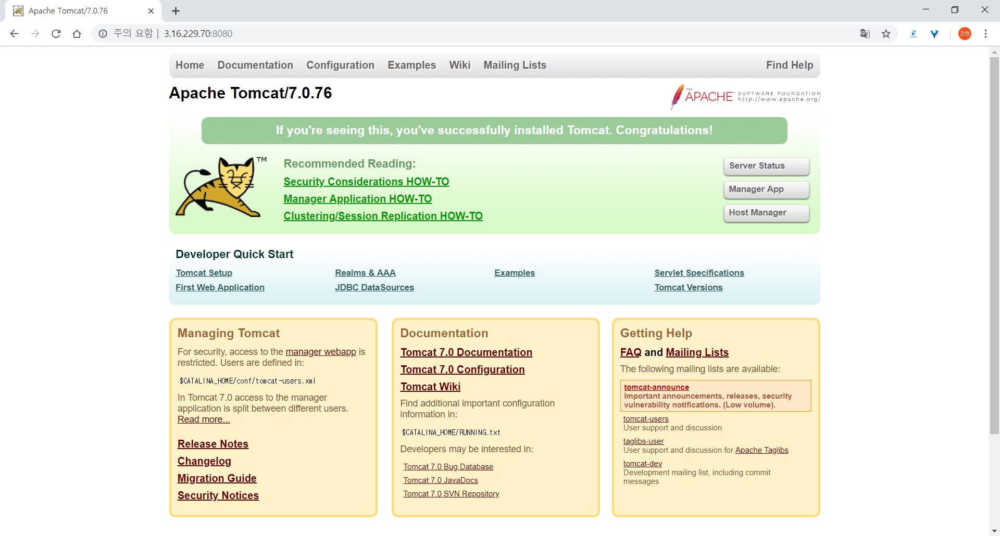 Apache Tomcat/7.0.76
주의 요함 | 3.16.229.70:8080
강현
Home Documentation Configuration Examples Wiki Mailing Lists Find Help
Apache Tomcat/7.0.76
THE APACHE SOFTWARE FOUNDATION
http://www.apache.org/
If you're seeing this, you've successfully installed Tomcat. Congratulations!
TM
Recommended Reading:
Security Considerations HOW-TO
Manager Application HOW-TO
Clustering/Session Replication HOW-TO
Server Status
Manager App
Host Manager
Developer Quick Start
Tomcat Setup
First Web Application
Realms & AAA
JDBC DataSources
Examples
Servlet Specifications
Tomcat Versions
Managing Tomcat
For security, access to the manager webapp is
restricted. Users are defined in:
$CATALINA_HOME/conf/tomcat-users.xml
In Tomcat 7.0 access to the manager
application is split between different users.
Read more...
Release Notes
Changelog
Migration Guide
Security Notices
Documentation
Tomcat 7.0 Documentation
Tomcat 7.0 Configuration
Tomcat Wiki
Find additional important configuration
information in:
$CATALINA_HOME/RUNNING.txt
Developers may be interested in:
Tomcat 7.0 Bug Database
Tomcat 7.0 JavaDocs
Tomcat 7.0 SVN Repository
Getting Help
FAQ and Mailing Lists
The following mailing lists are available:
tomcat-announce
Important announcements, releases, security
vulnerability notifications. (Low volume).
tomcat-users
User support and discussion
taglibs-user
User support and discussion for Apache Taglibs
tomcat-dev
Development mailing list, including commit
messages